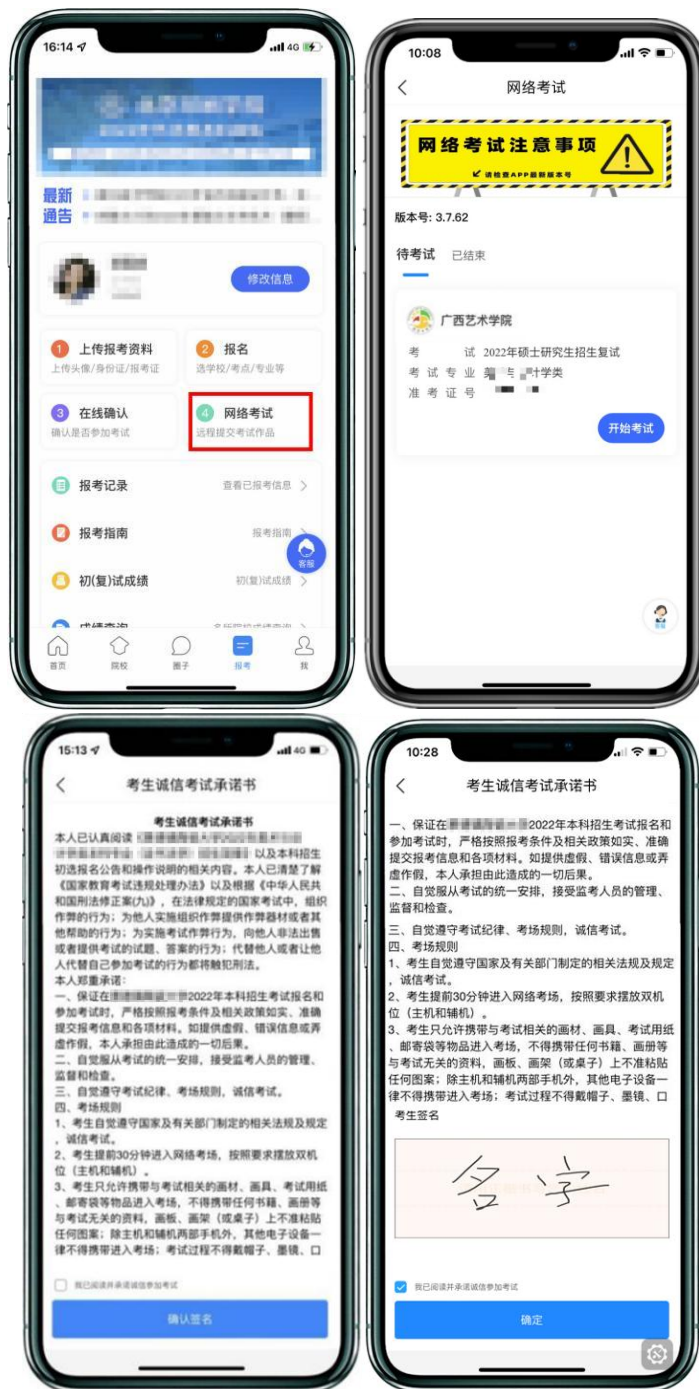 16:14
4G
最新
通告
修改信息
1 上传报考资料
上传头像/身份证/报考证
2 报名
选学校/考点/专业等
3 在线确认
确认是否参加考试
4 网络考试
远程提交考试作品
报考记录
查看已报考信息
报考指南
报考指南
客服
初(复)试成绩
初(复)试成绩
成绩查询
首页
院校
圈子
报考
我
10:08
网络考试
网络考试注意事项
请检查APP最新版本号
版本号: 3.7.62
待考试
已结束
广西艺术学院
考 试 2022年硕士研究生招生复试
考 试 专 业
学类
准 考 证 号
开始考试
15:13
4G
考生诚信考试承诺书
考生诚信考试承诺书
本人已认真阅读
以及本科招生
初选报名公告和操作说明的相关内容。本人已清楚了解
《国家教育考试违规处理办法》以及根据《中华人民共
和国刑法修正案(九)》，在法律规定的国家考试中，组织
作弊的行为；为他人实施组织作弊提供作弊器材或者其
他帮助的行为；为实施考试作弊行为，向他人非法出售
或者提供考试的试题、答案的行为；代替他人或者让他
人代替自己参加考试的行为都将触犯刑法。
本人郑重承诺：
一、保证在 2022年本科招生考试报名和
参加考试时，严格按照报考条件及相关政策如实、准确
提交报考信息和各项材料。如提供虚假、错误信息或弄
虚作假，本人承担由此造成的一切后果。
二、自觉服从考试的统一安排，接受监考人员的管理、
监督和检查。
三、自觉遵守考试纪律、考场规则，诚信考试。
四、考场规则
1、考生自觉遵守国家及有关部门制定的相关法规及规定
，诚信考试。
2、考生提前30分钟进入网络考场，按照要求摆放双机
位（主机和辅机）。
3、考生只允许携带与考试相关的画材、画具、考试用纸
、邮寄袋等物品进入考场，不得携带任何书籍、画册等
与考试无关的资料，画板、画架（或桌子）上不准粘贴
任何图案；除主机和辅机两部手机外，其他电子设备一
律不得携带进入考场；考试过程不得戴帽子、墨镜、口
我已阅读并承诺诚信参加考试
确认签名
10:28
考生诚信考试承诺书
一、保证在 2022年本科招生考试报名和
参加考试时，严格按照报考条件及相关政策如实、准确
提交报考信息和各项材料。如提供虚假、错误信息或弄
虚作假，本人承担由此造成的一切后果。
二、自觉服从考试的统一安排，接受监考人员的管理、
监督和检查。
三、自觉遵守考试纪律、考场规则，诚信考试。
四、考场规则
1、考生自觉遵守国家及有关部门制定的相关法规及规定
，诚信考试。
2、考生提前30分钟进入网络考场，按照要求摆放双机
位（主机和辅机）。
3、考生只允许携带与考试相关的画材、画具、考试用纸
、邮寄袋等物品进入考场，不得携带任何书籍、画册等
与考试无关的资料，画板、画架（或桌子）上不准粘贴
任何图案；除主机和辅机两部手机外，其他电子设备一
律不得携带进入考场；考试过程不得戴帽子、墨镜、口
考生签名
名字
我已阅读并承诺诚信参加考试
确定